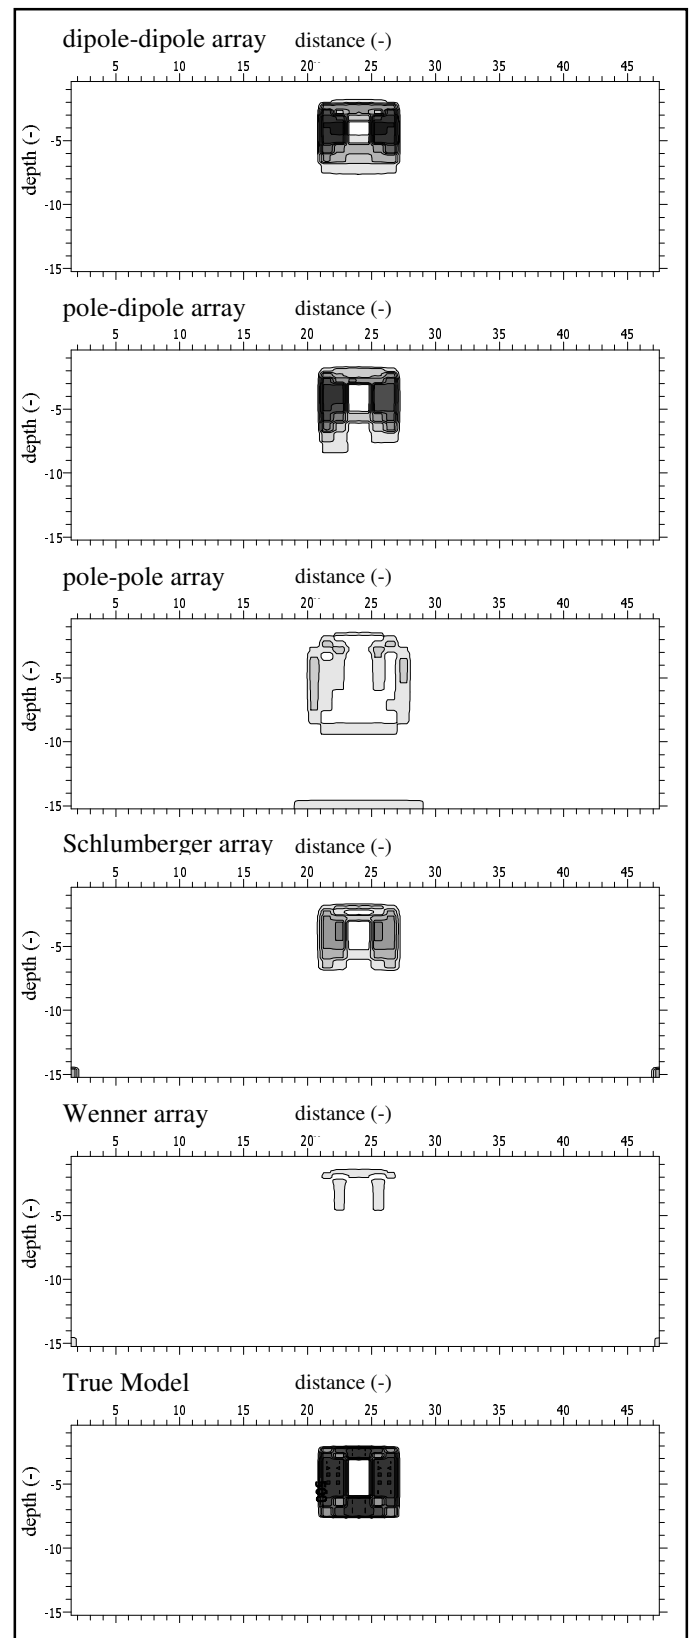 dipole-dipole array distance (-)
5 10 15 20 25 30 35 40 45
depth (-)
-5
-10
-15
pole-dipole array distance (-)
5 10 15 20 25 30 35 40 45
depth (-)
-5
-10
-15
pole-pole array distance (-)
5 10 15 20 25 30 35 40 45
depth (-)
-5
-10
-15
Schlumberger array distance (-)
5 10 15 20 25 30 35 40 45
depth (-)
-5
-10
-15
Wenner array distance (-)
5 10 15 20 25 30 35 40 45
depth (-)
-5
-10
-15
True Model distance (-)
5 10 15 20 25 30 35 40 45
depth (-)
-5
-10
-15